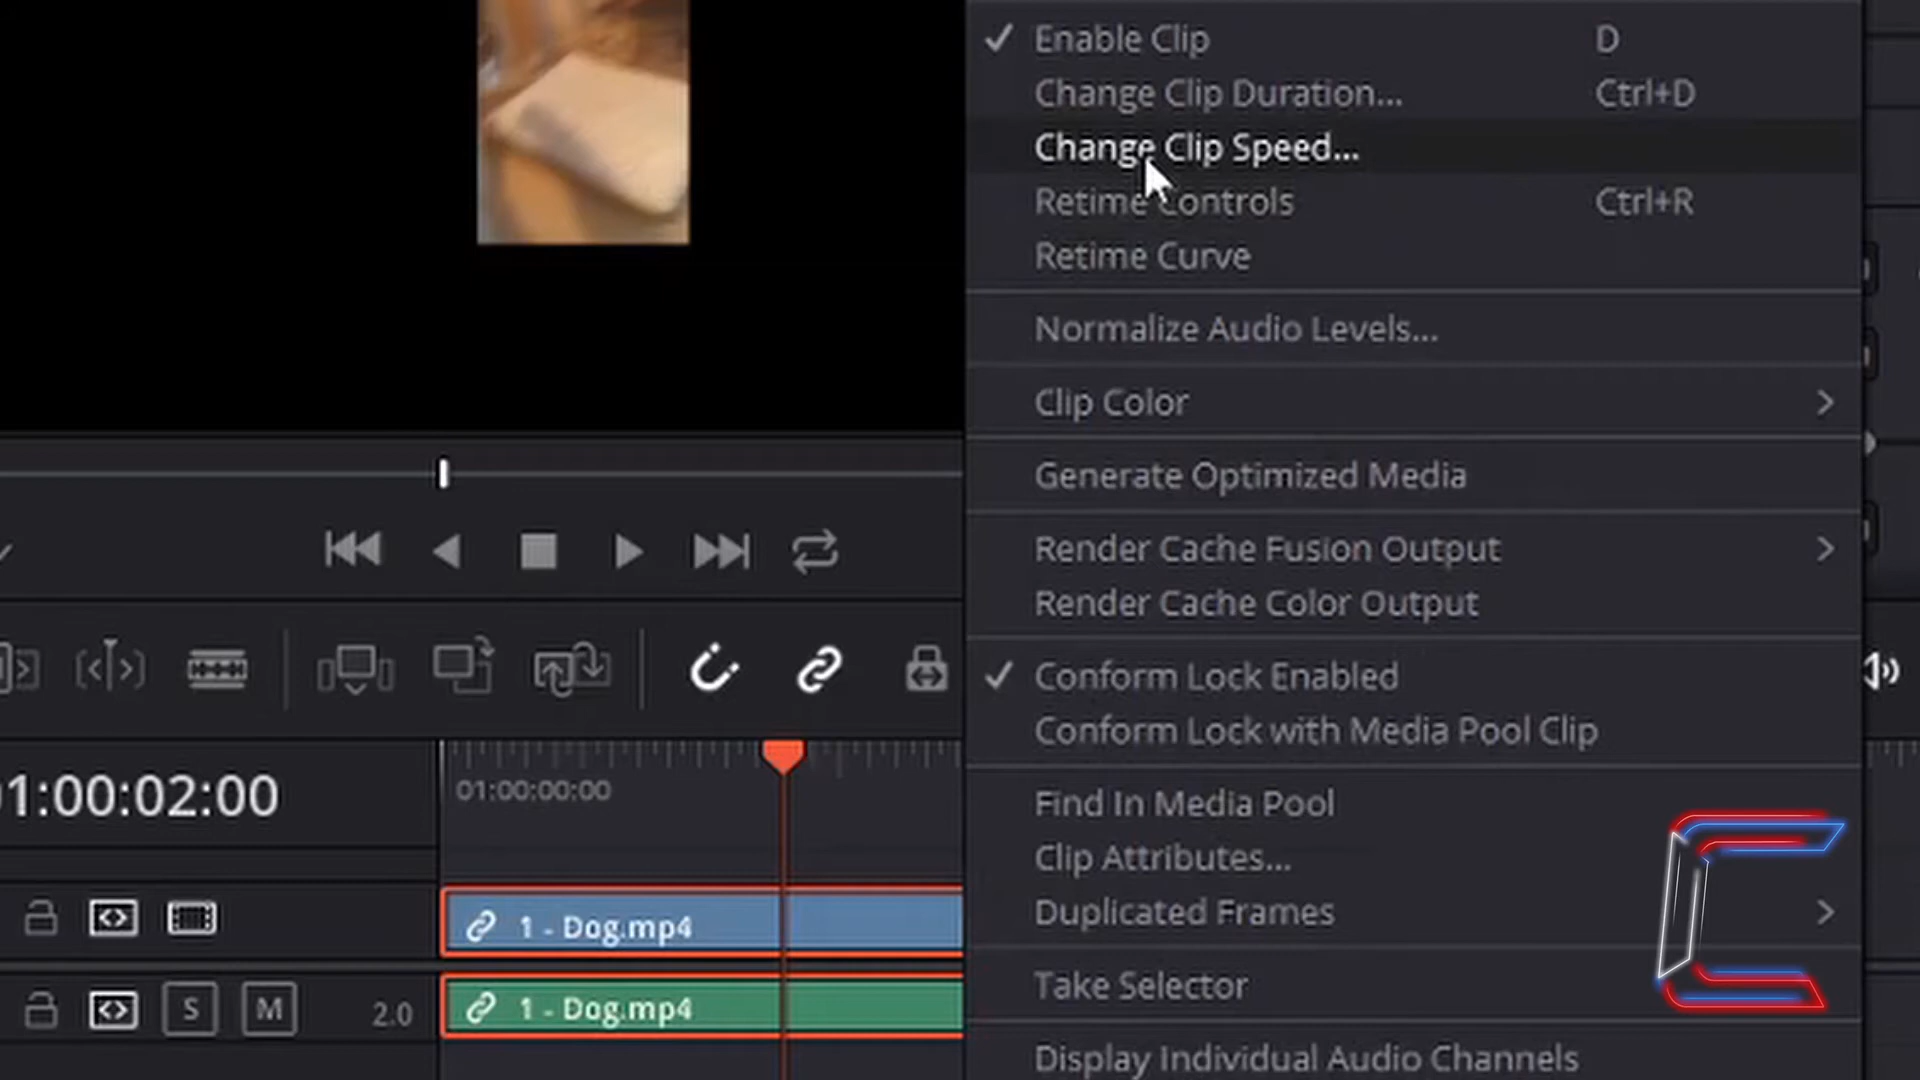 Enable Clip D
Change Clip Duration... Ctrl+D
Change Clip Speed...
Retime Controls Ctrl+R
Retime Curve
Normalize Audio Levels...
Clip Color
Generate Optimized Media
Render Cache Fusion Output
Render Cache Color Output
Conform Lock Enabled
Conform Lock with Media Pool Clip
Find In Media Pool
Clip Attributes...
Duplicated Frames
Take Selector
Display Individual Audio Channels
1:00:02:00
01:00:00:00
1 - Dog.mp4
S M 2.0
1 - Dog.mp4